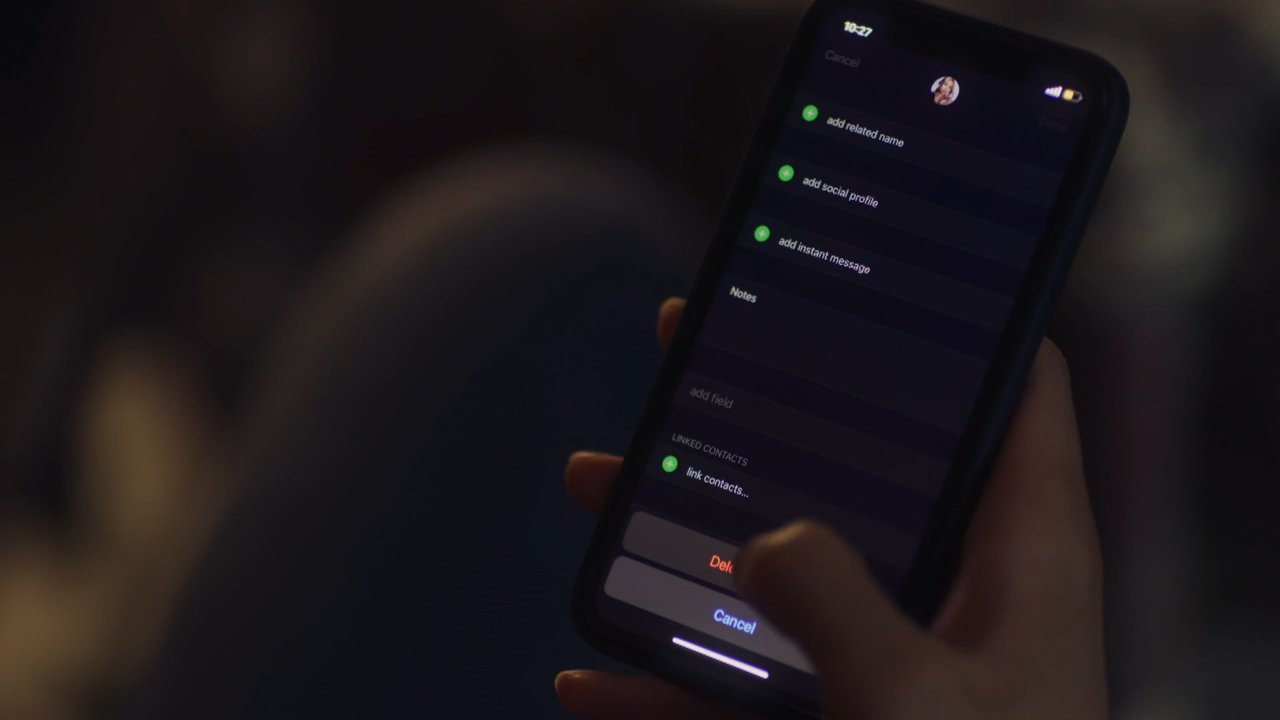 10:27
Cancel
add related name
add social profile
add instant message
Notes
add field
LINKED CONTACTS
link contacts...
Cancel